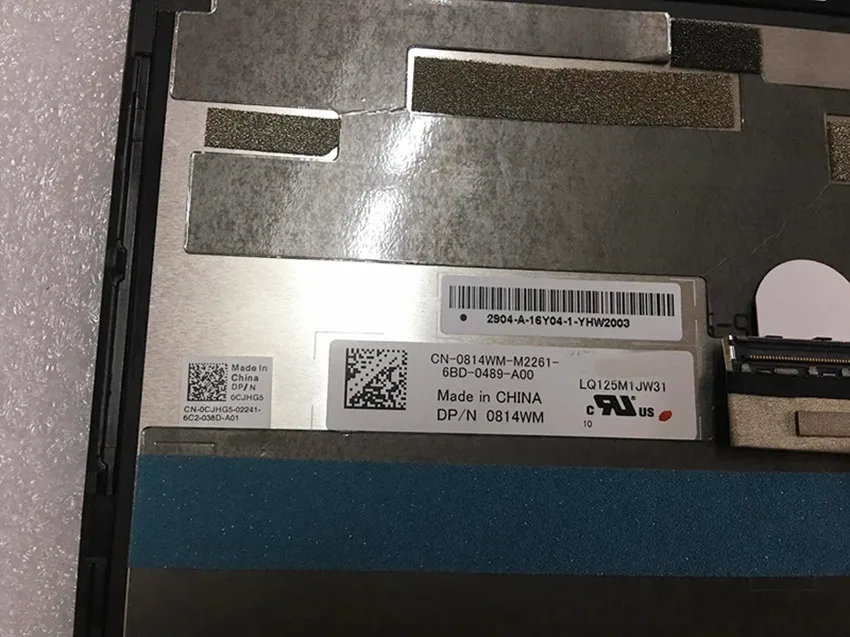 2904-A-16Y04-1-YHW2003
CN-0814WM-M2261-
6BD-0489-A00
Made in CHINA
DP/N 0814WM
LQ125M1JW31
c RU US
10
Made In
China
DP/N
0CJHG5
CN-0CJHG5-02241-
6C2-038D-A01